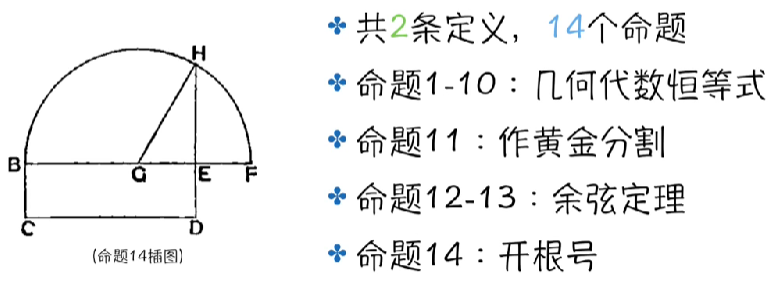 H
B
G
E
F
C
D
(命题14插图)
共2条定义，14个命题
命题1-10：几何代数恒等式
命题11：作黄金分割
命题12-13：余弦定理
命题14：开根号